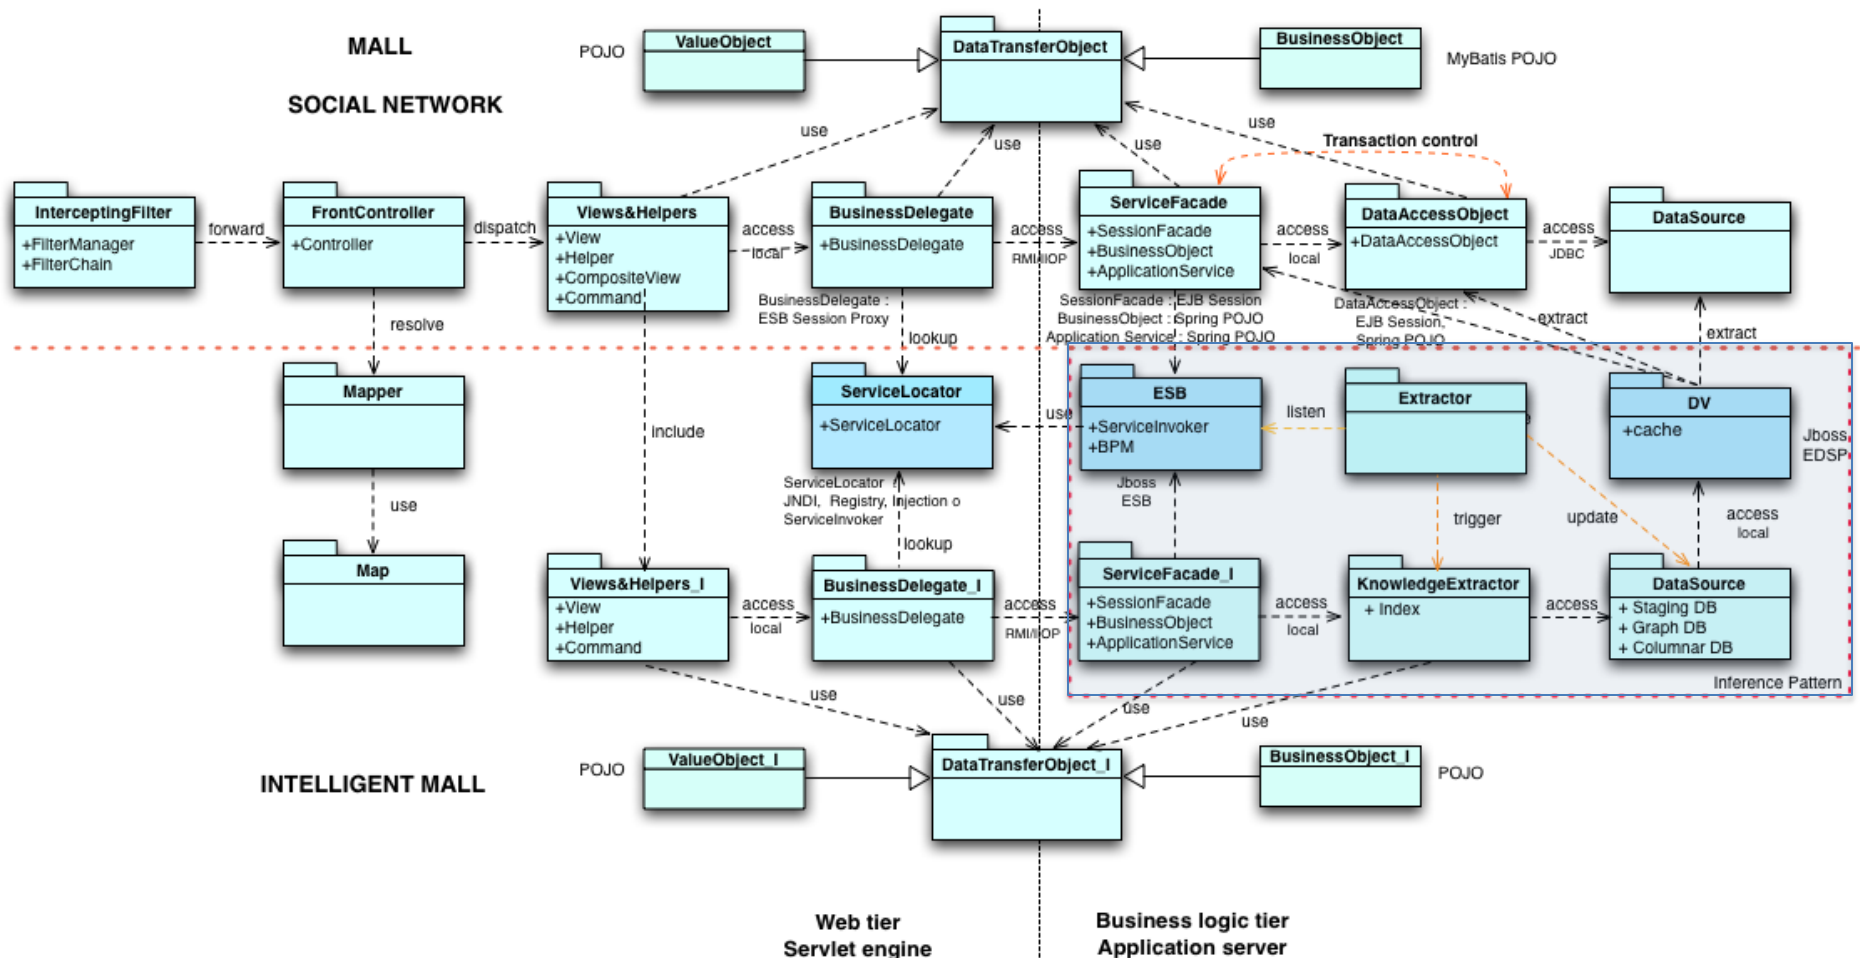 MALL
SOCIAL NETWORK
POJO
ValueObject
DataTransferObject
BusinessObject
MyBatis POJO
use
use
use
use
Transaction control
InterceptingFilter
+FilterManager
+FilterChain
forward
FrontController
+Controller
dispatch
Views&Helpers
+View
+Helper
+CompositeView
+Command
access
local
BusinessDelegate
+BusinessDelegate
access
RMI/IIOP
ServiceFacade
+SessionFacade
+BusinessObject
+ApplicationService
access
local
DataAccessObject
+DataAccessObject
access
JDBC
DataSource
BusinessDelegate :
ESB Session Proxy
SessionFacade : EJB Session
BusinessObject : Spring POJO
Application Service : Spring POJO
DataAccessObject :
EJB Session,
Spring POJO
resolve
lookup
extract
extract
Mapper
include
ServiceLocator
+ServiceLocator
use
ESB
+ServiceInvoker
+BPM
listen
Extractor
DV
+cache
Jboss
EDSP
use
ServiceLocator :
JNDI, Registry, Injection o
ServiceInvoker
Jboss
ESB
trigger
update
access
local
lookup
Map
Views&Helpers_I
+View
+Helper
+Command
access
local
BusinessDelegate_I
+BusinessDelegate
access
RMI/IIOP
ServiceFacade_I
+SessionFacade
+BusinessObject
+ApplicationService
access
local
KnowledgeExtractor
+ Index
access
DataSource
+ Staging DB
+ Graph DB
+ Columnar DB
Inference Pattern
use
use
use
use
INTELLIGENT MALL
POJO
ValueObject_I
DataTransferObject_I
BusinessObject_I
POJO
Web tier
Servlet engine
Business logic tier
Application server